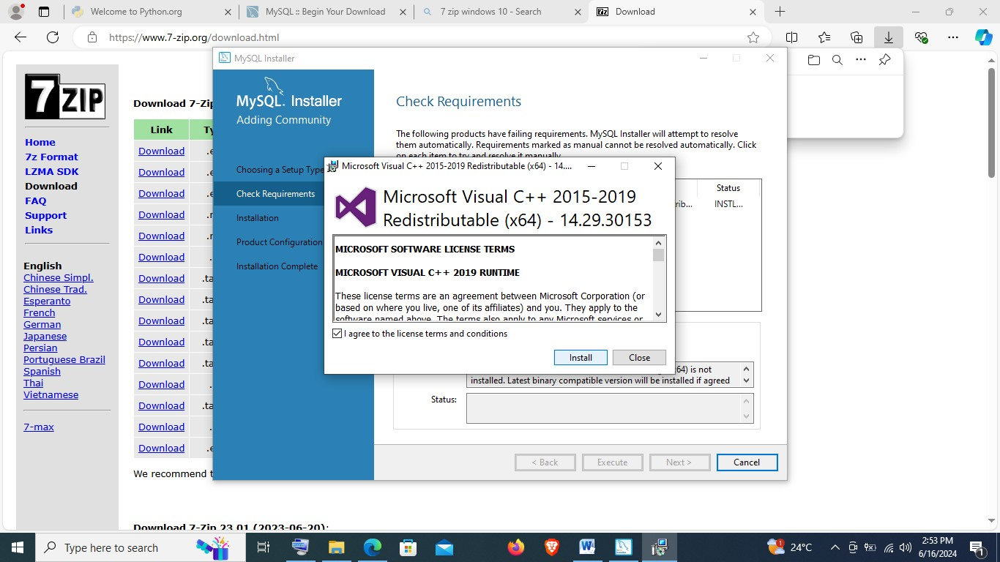 Welcome to Python.org
MySQL :: Begin Your Download
7 zip windows 10 - Search
7z
Download
https://www.7-zip.org/download.html
7 ZIP
Home
7z Format
LZMA SDK
Download
FAQ
Support
Links
English
Chinese Simpl.
Chinese Trad.
Esperanto
French
German
Japanese
Persian
Portuguese Brazil
Spanish
Thai
Vietnamese
7-max
Download 7-Zip
Link
Download .e
Download .e
Download .e
Download
Download
Download .
Download .ta
Download .ta
Download .ta
Download .ta
Download .ta
Download .
Download .ta
Download .
Download .e
We recommend
Download 7-Zip 23.01 (2023-06-20):
MySQL Installer
MySQL. Installer
Adding Community
Choosing a Setup Type
Check Requirements
Installation
Product Configuration
Installation Complete
Check Requirements
The following products have failing requirements. MySQL Installer will attempt to resolve
them automatically. Requirements marked as manual cannot be resolved automatically. Click
on each item to try and resolve it manually.
Status
rib... INSTL...
Microsoft Visual C++ 2015-2019 Redistributable (x64) - 14....
Microsoft Visual C++ 2015-2019
Redistributable (x64) - 14.29.30153
MICROSOFT SOFTWARE LICENSE TERMS
MICROSOFT VISUAL C++ 2019 RUNTIME
These license terms are an agreement between Microsoft Corporation (or
based on where you live, one of its affiliates) and you. They apply to the
software named above. The terms also apply to any Microsoft services or
I agree to the license terms and conditions
Install
Close
64) is not
installed. Latest binary compatible version will be installed if agreed
Status:
< Back
Execute
Next >
Cancel
Type here to search
1
24°C
2:53 PM
6/16/2024
1